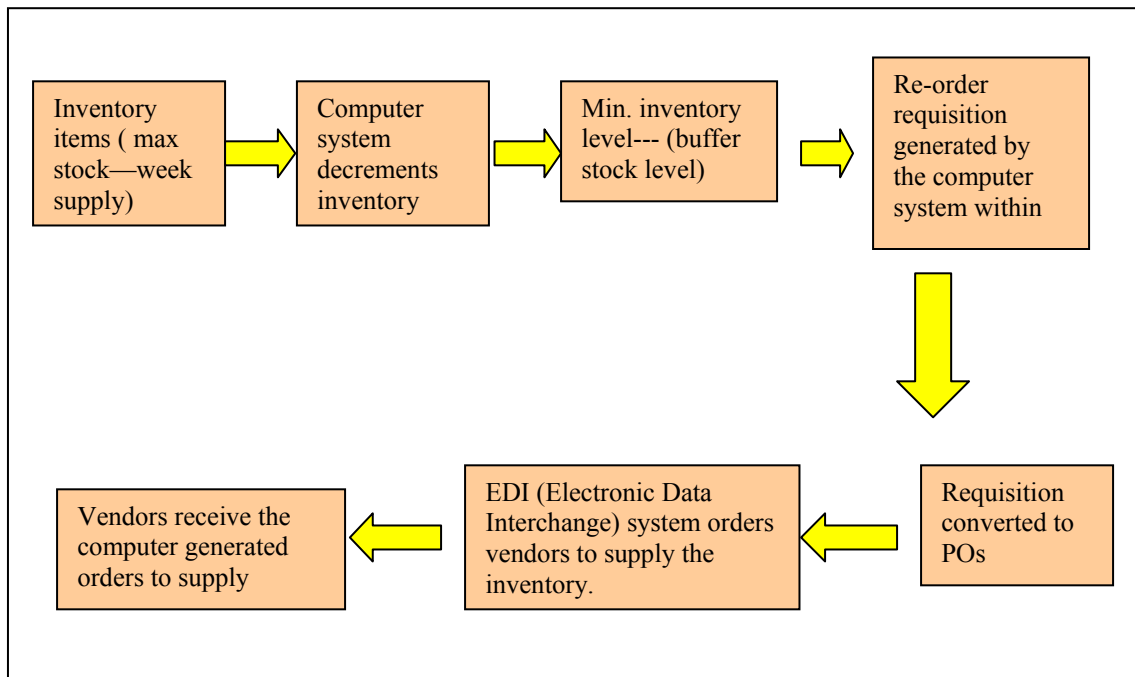 Inventory
items ( max
stock—week
supply)
Computer
system
decrements
inventory
Min. inventory
level--- (buffer
stock level)
Re-order
requisition
generated by
the computer
system within
Requisition
converted to
POs
EDI (Electronic Data
Interchange) system orders
vendors to supply the
inventory.
Vendors receive the
computer generated
orders to supply